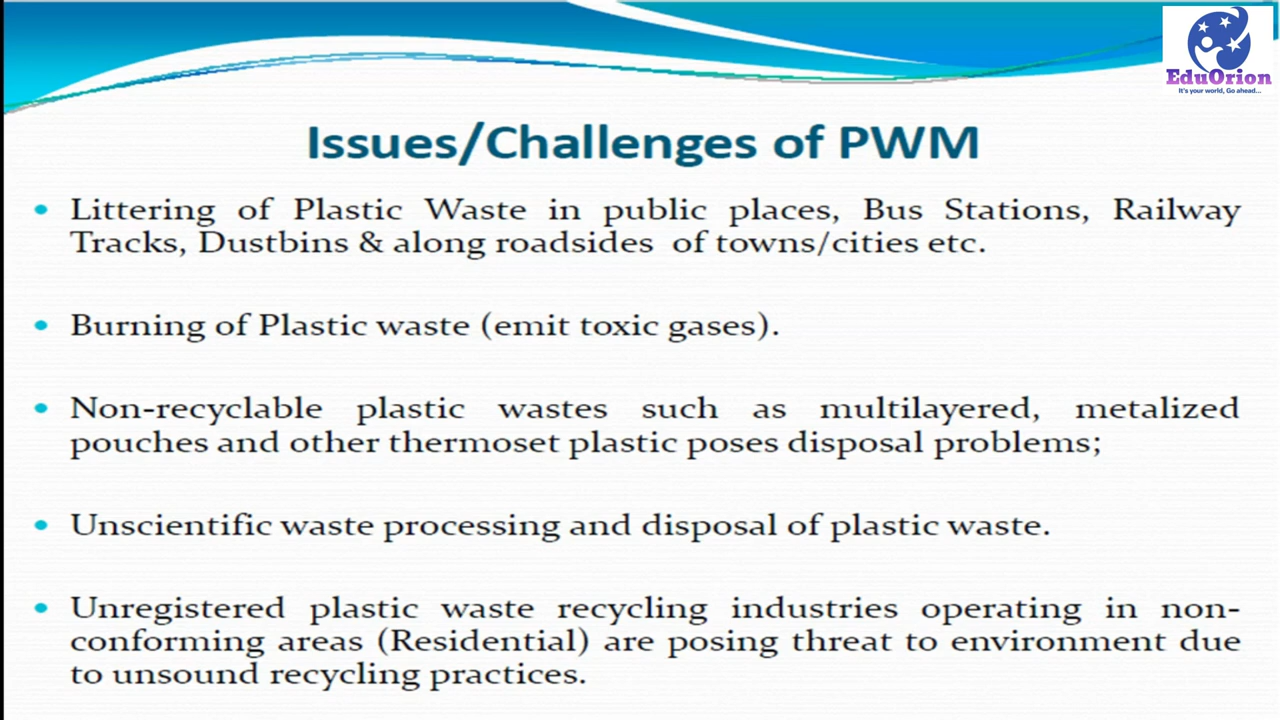 EduOrion
It's your world, Go ahead...
Issues/Challenges of PWM
• Littering of Plastic Waste in public places, Bus Stations, Railway
Tracks, Dustbins & along roadsides of towns/cities etc.
• Burning of Plastic waste (emit toxic gases).
• Non-recyclable plastic wastes such as multilayered, metalized
pouches and other thermoset plastic poses disposal problems;
• Unscientific waste processing and disposal of plastic waste.
• Unregistered plastic waste recycling industries operating in non-
conforming areas (Residential) are posing threat to environment due
to unsound recycling practices.